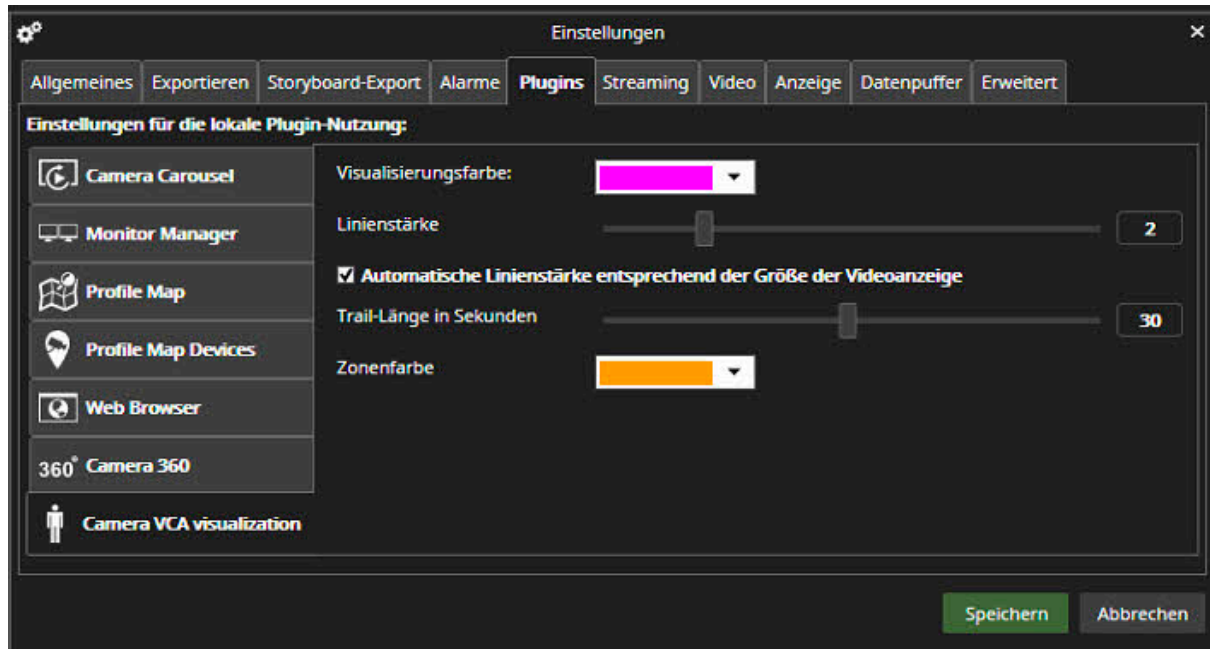 Einstellungen
Allgemeines Exportieren Storyboard-Export Alarme Plugins Streaming Video Anzeige Datenpuffer Erweitert
Einstellungen für die lokale Plugin-Nutzung:
Camera Carousel
Monitor Manager
Profile Map
Profile Map Devices
Web Browser
360° Camera 360
Camera VCA visualization
Visualisierungsfarbe:
Linienstärke 2
Automatische Linienstärke entsprechend der Größe der Videoanzeige
Trail-Länge in Sekunden 30
Zonenfarbe
Speichern Abbrechen